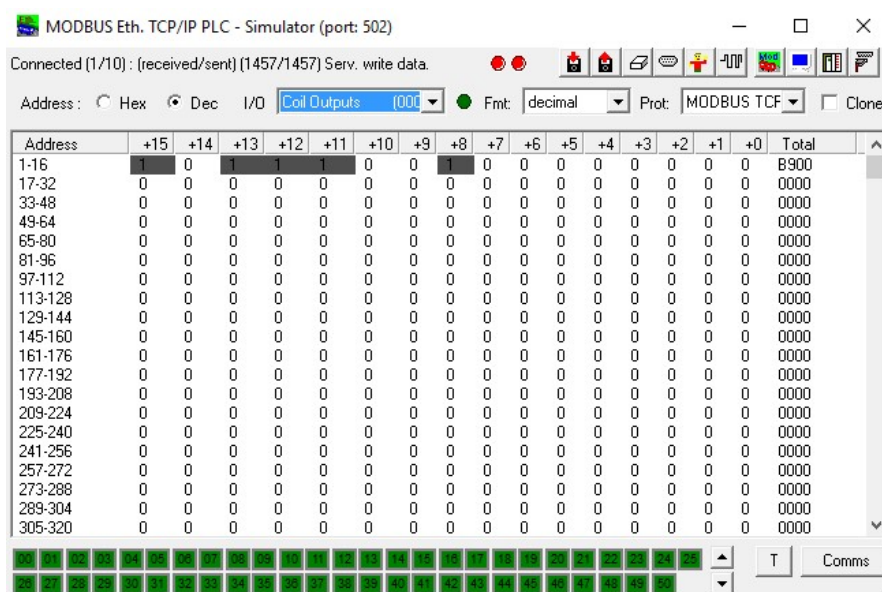 MODBUS Eth. TCP/IP PLC - Simulator (port: 502)
Connected (1/10) : (received/sent) (1457/1457) Serv. write data.
Address : Hex Dec I/O Coil Outputs (000 Fmt: decimal Prot: MODBUS TCP Clone
Address +15 +14 +13 +12 +11 +10 +9 +8 +7 +6 +5 +4 +3 +2 +1 +0 Total
1-16 1 0 1 1 1 0 0 1 0 0 0 0 0 0 0 0 B900
17-32 0 0 0 0 0 0 0 0 0 0 0 0 0 0 0 0 0000
33-48 0 0 0 0 0 0 0 0 0 0 0 0 0 0 0 0 0000
49-64 0 0 0 0 0 0 0 0 0 0 0 0 0 0 0 0 0000
65-80 0 0 0 0 0 0 0 0 0 0 0 0 0 0 0 0 0000
81-96 0 0 0 0 0 0 0 0 0 0 0 0 0 0 0 0 0000
97-112 0 0 0 0 0 0 0 0 0 0 0 0 0 0 0 0 0000
113-128 0 0 0 0 0 0 0 0 0 0 0 0 0 0 0 0 0000
129-144 0 0 0 0 0 0 0 0 0 0 0 0 0 0 0 0 0000
145-160 0 0 0 0 0 0 0 0 0 0 0 0 0 0 0 0 0000
161-176 0 0 0 0 0 0 0 0 0 0 0 0 0 0 0 0 0000
177-192 0 0 0 0 0 0 0 0 0 0 0 0 0 0 0 0 0000
193-208 0 0 0 0 0 0 0 0 0 0 0 0 0 0 0 0 0000
209-224 0 0 0 0 0 0 0 0 0 0 0 0 0 0 0 0 0000
225-240 0 0 0 0 0 0 0 0 0 0 0 0 0 0 0 0 0000
241-256 0 0 0 0 0 0 0 0 0 0 0 0 0 0 0 0 0000
257-272 0 0 0 0 0 0 0 0 0 0 0 0 0 0 0 0 0000
273-288 0 0 0 0 0 0 0 0 0 0 0 0 0 0 0 0 0000
289-304 0 0 0 0 0 0 0 0 0 0 0 0 0 0 0 0 0000
305-320 0 0 0 0 0 0 0 0 0 0 0 0 0 0 0 0 0000
00 01 02 03 04 05 06 07 08 09 10 11 12 13 14 15 16 17 18 19 20 21 22 23 24 25 T Comms
26 27 28 29 30 31 32 33 34 35 36 37 38 39 40 41 42 43 44 45 46 47 48 49 50